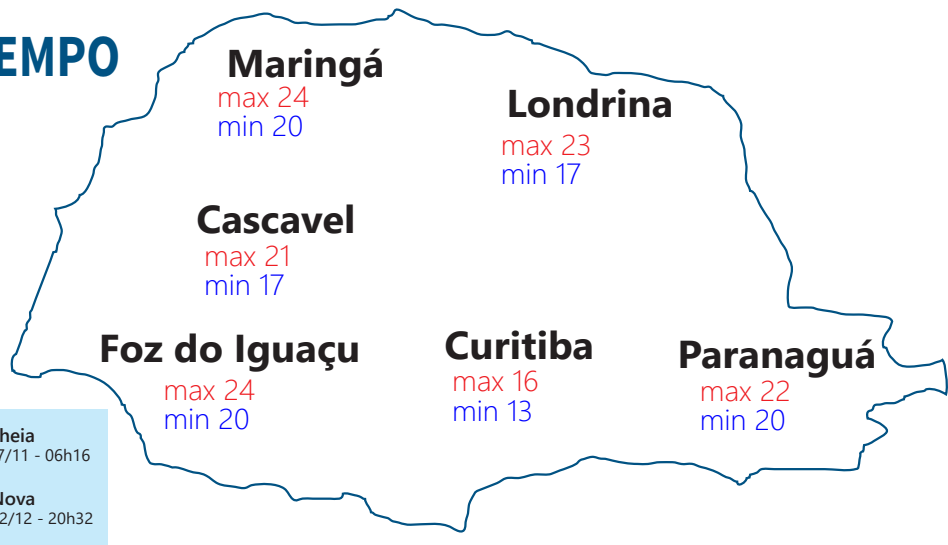 EMPO
Maringá
max 24
min 20
Londrina
max 23
min 17
Cascavel
max 21
min 17
Foz do Iguaçu
max 24
min 20
Curitiba
max 16
min 13
Paranaguá
max 22
min 20
heia
7/11 - 06h16
Nova
2/12 - 20h32